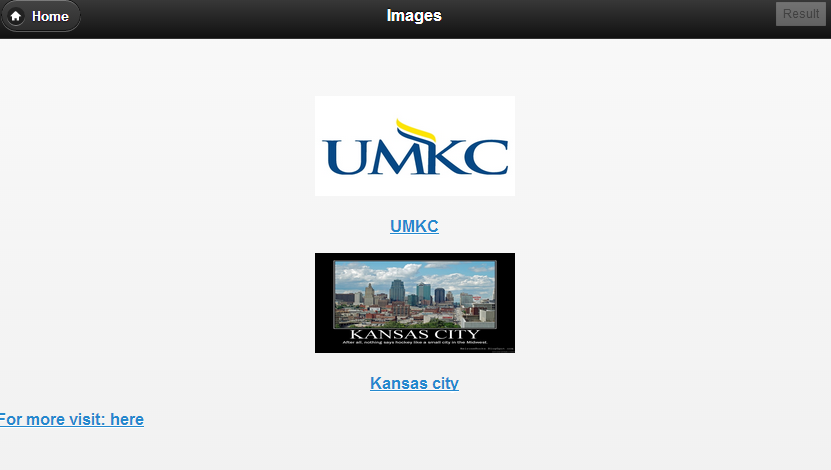 Home
Images
Result
UMKC
UMKC
KANSAS CITY
After all, nothing says hockey like a small city in the Midwest.
Kansas city
For more visit: here